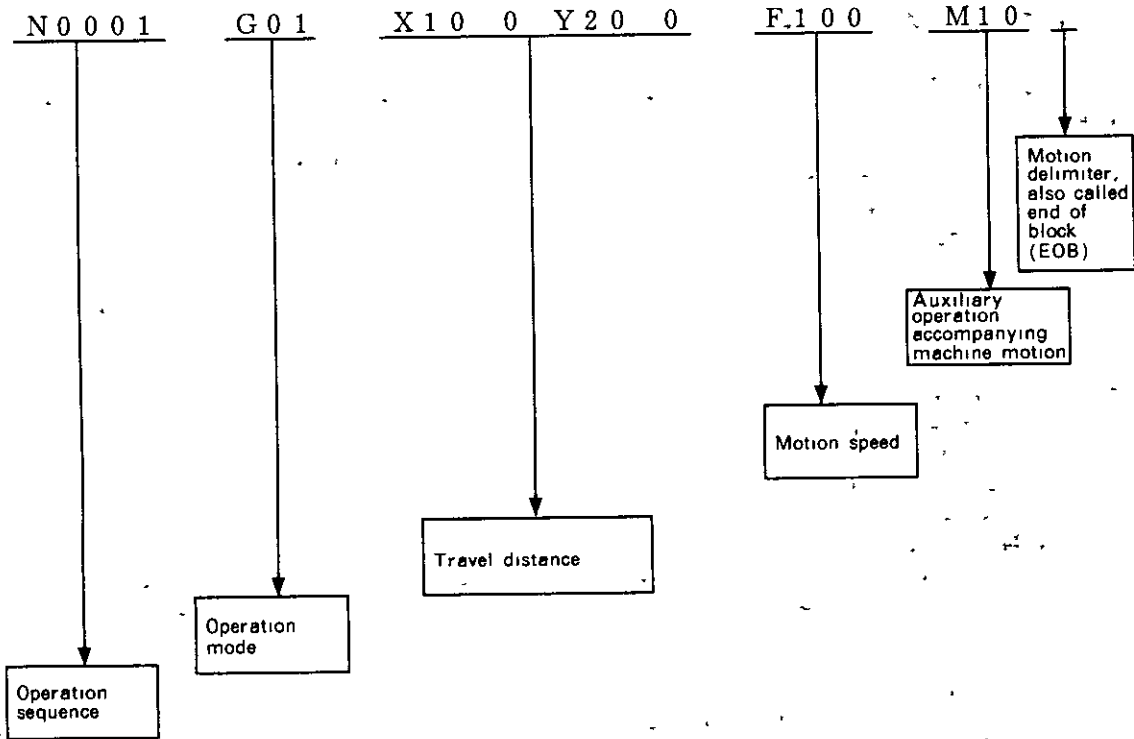 N0001 G01 X10 0 Y20 0 F 100 M10
Motion
delimiter,
also called
end of
block
(EOB)
Auxiliary
operation
accompanying
machine motion
Motion speed
Travel distance
Operation
mode
Operation
sequence